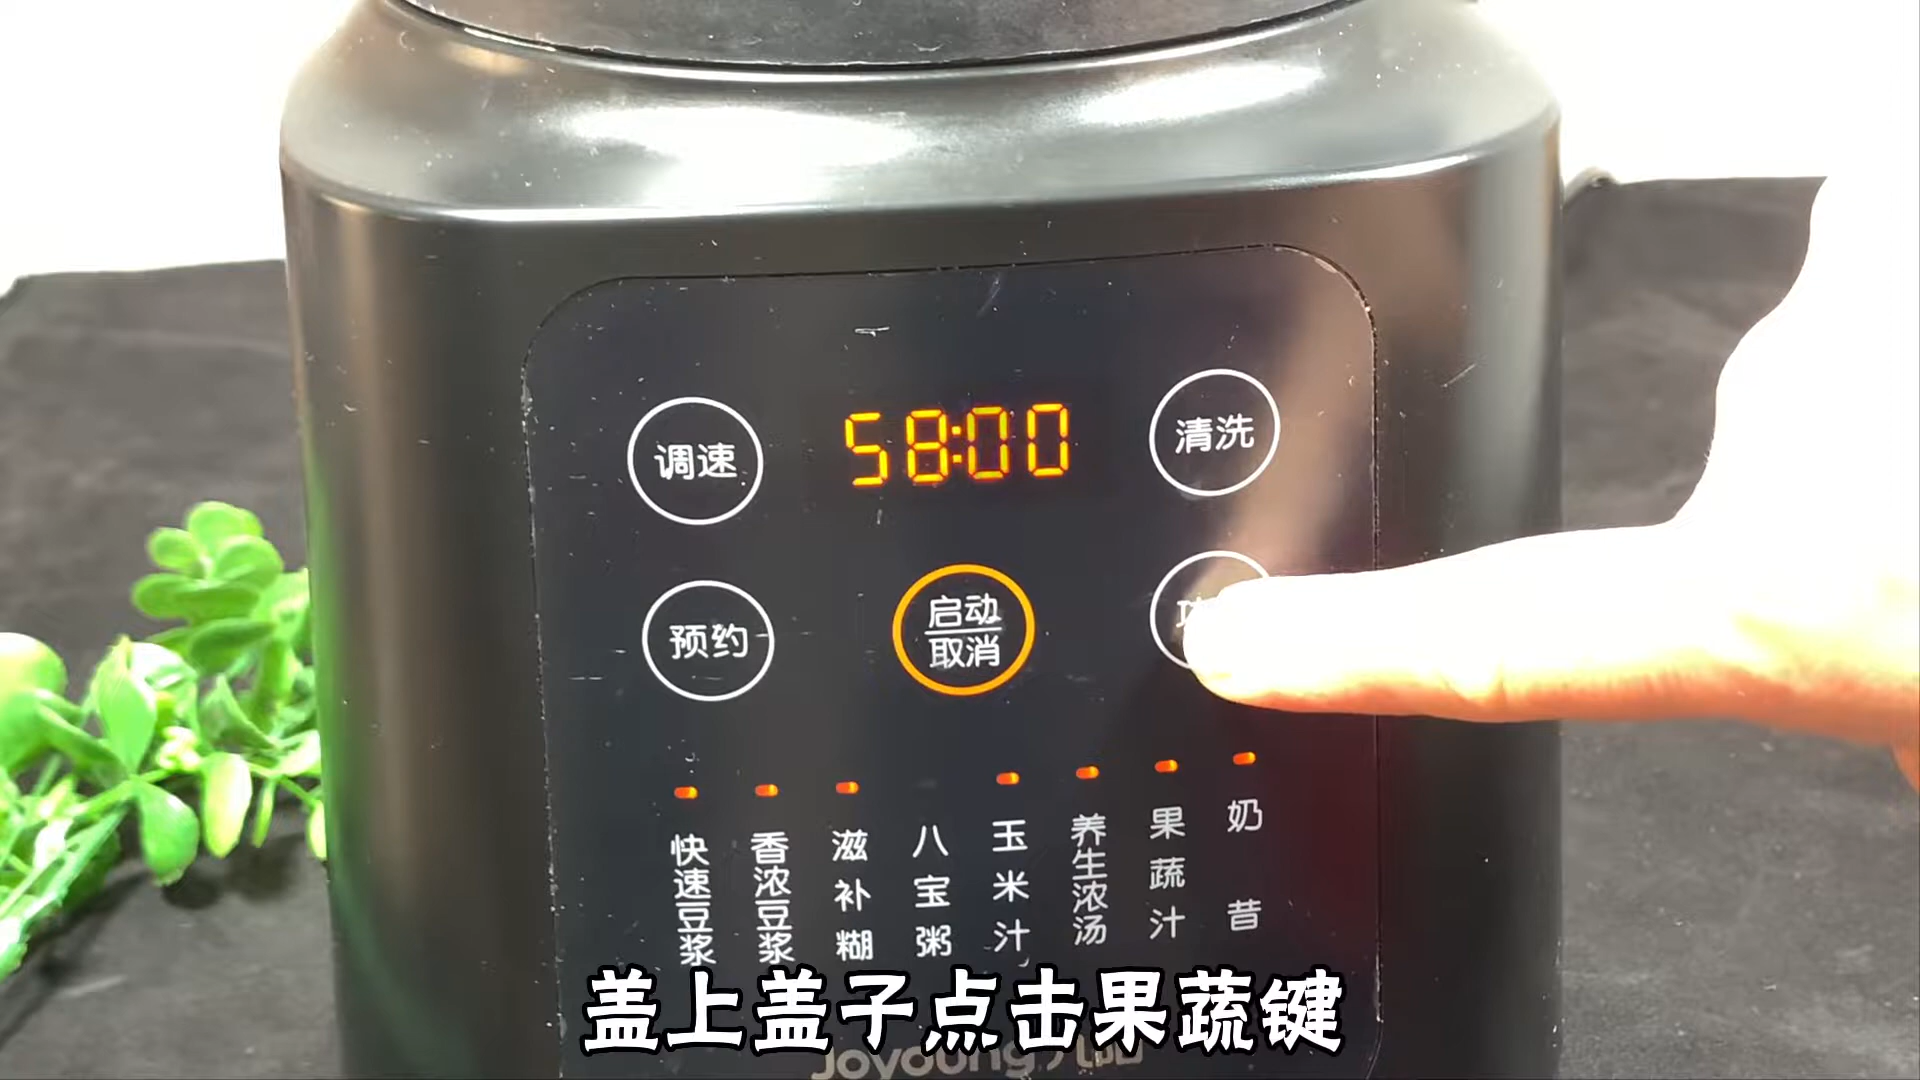 调速
58:00
清洗
预约
启动
取消
快速豆浆
香浓豆浆
滋补糊
八宝粥
玉米汁
养生浓汤
果蔬汁
奶昔
盖上盖子点击果蔬键
Joyoung